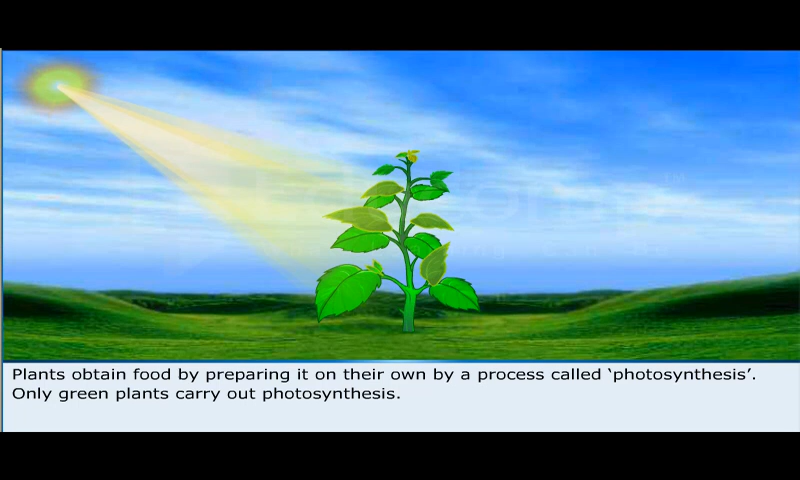 Plants obtain food by preparing it on their own by a process called ‘photosynthesis’.
Only green plants carry out photosynthesis.